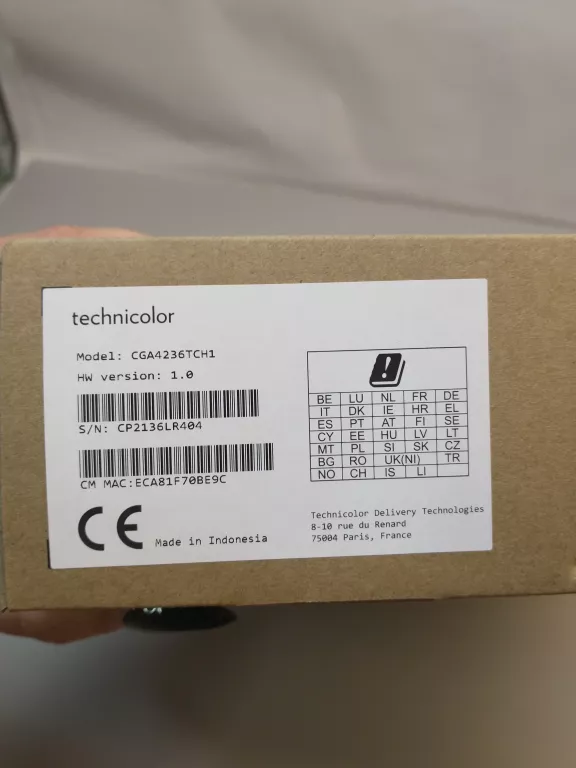 technicolor
Model: CGA4236TCH1
HW version: 1.0
S/N: CP2136LR404
CM MAC:ECA81F70BE9C
CE
Made in Indonesia
BE LU NL FR DE
IT DK IE HR EL
ES PT AT FI SE
CY EE HU LV LT
MT PL SI SK CZ
BG RO UK(NI) TR
NO CH IS LI
Technicolor Delivery Technologies
8-10 rue du Renard
75004 Paris, France